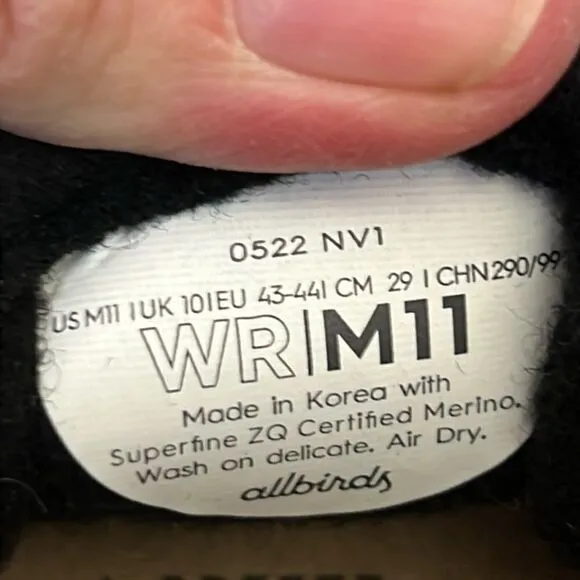 0522 NV1
US M11 | UK 10 | EU 43-44 | CM 29 | CHN 290/99
WR|M11
Made in Korea with
Superfine ZQ Certified Merino.
Wash on delicate. Air Dry.
allbirds